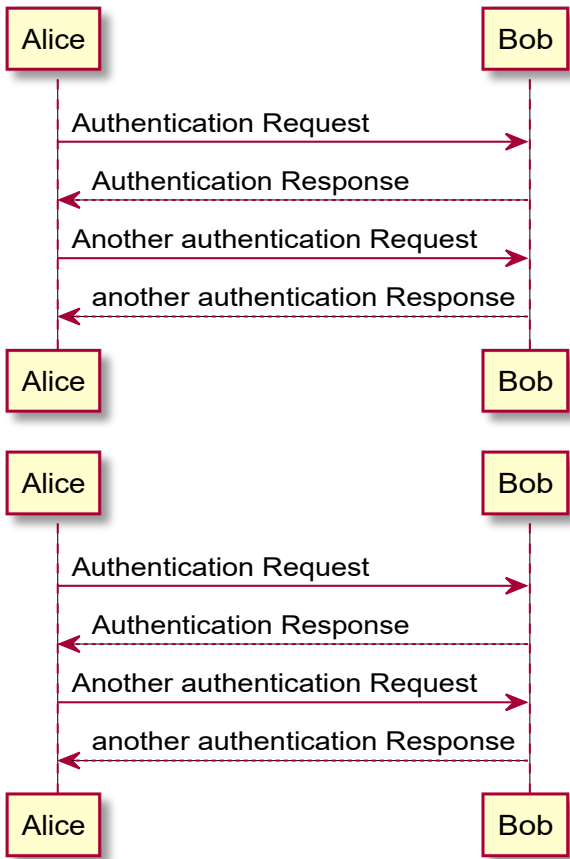 Alice Bob
Authentication Request
Authentication Response
Another authentication Request
another authentication Response
Alice Bob
Alice Bob
Authentication Request
Authentication Response
Another authentication Request
another authentication Response
Alice Bob